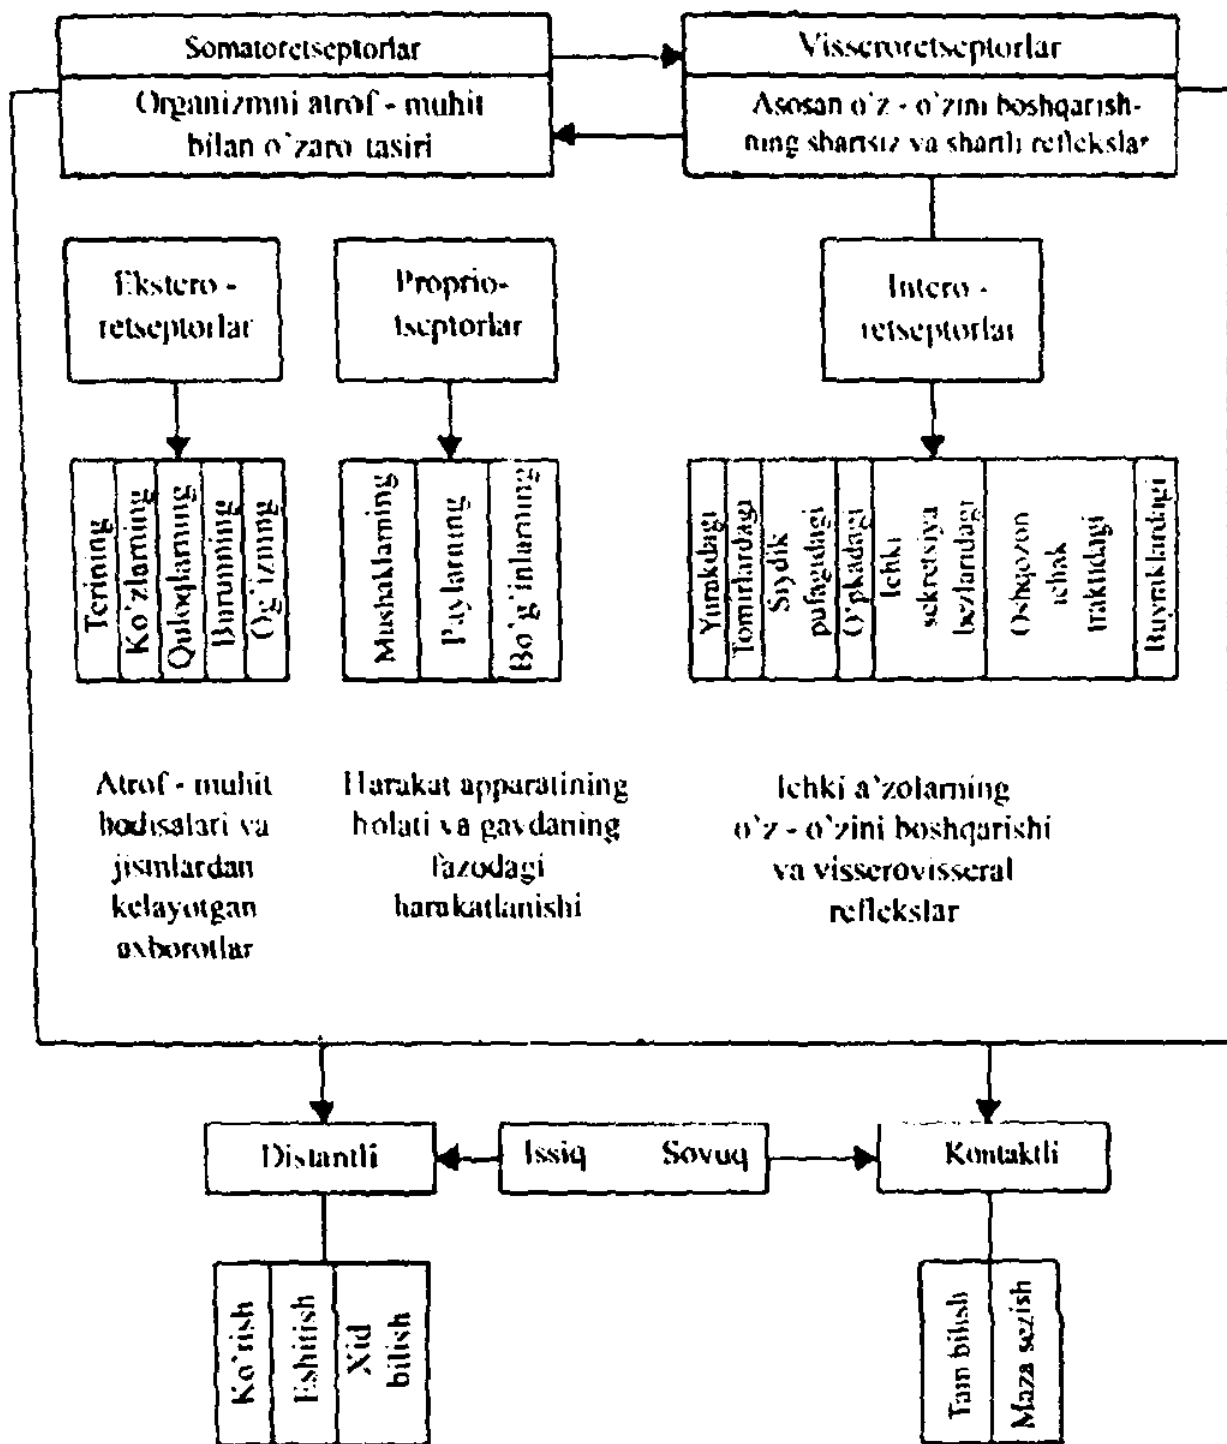 Somatoretseptorlar
Organizmni atrof - muhit
bilan o`zaro tasiri
Visseroretseptorlar
Asosan o`z - o`zini boshqarish-
ning shartsiz va shartli reflekslar
Ekstero -
retseptorlar
Proprio-
tseptorlar
Intero -
retseptorlar
Terining
Ko`zlarning
Quloqlarning
Burunning
Og`izning
Mushaklarning
Paylarning
Bo`g`inlarning
Yurakdagi
Tomirlardagi
Siydik
pufagidagi
O`pkadagi
Ichki
sekretsiya
bezlaridagi
Oshqozon
ichak
traktidagi
Buyraklardagi
Atrof - muhit
hodisalari va
jismlardan
kelayotgan
axborotlar
Harakat apparatining
holati va gavdaning
fazodagi
harakatlanishi
Ichki a`zolarning
o`z - o`zini boshqarishi
va visserovisseral
reflekslar
Distantli
Issiq Sovuq
Kontaktli
Ko`rish
Eshitish
Xid
bilish
Tam bilish
Maza sezish